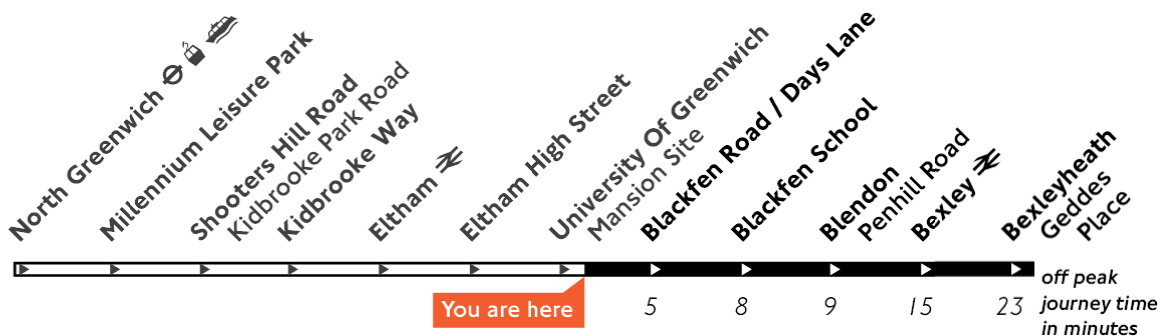 North Greenwich
Millennium Leisure Park
Shooters Hill Road
Kidbrooke Park Road
Kidbrooke Way
Eltham
Eltham High Street
University Of Greenwich
Mansion Site
Blackfen Road / Days Lane
Blackfen School
Blendon
Penhill Road
Bexley
Bexleyheath
Geddes
Place
You are here
5
8
9
15
23
off peak
journey time
in minutes